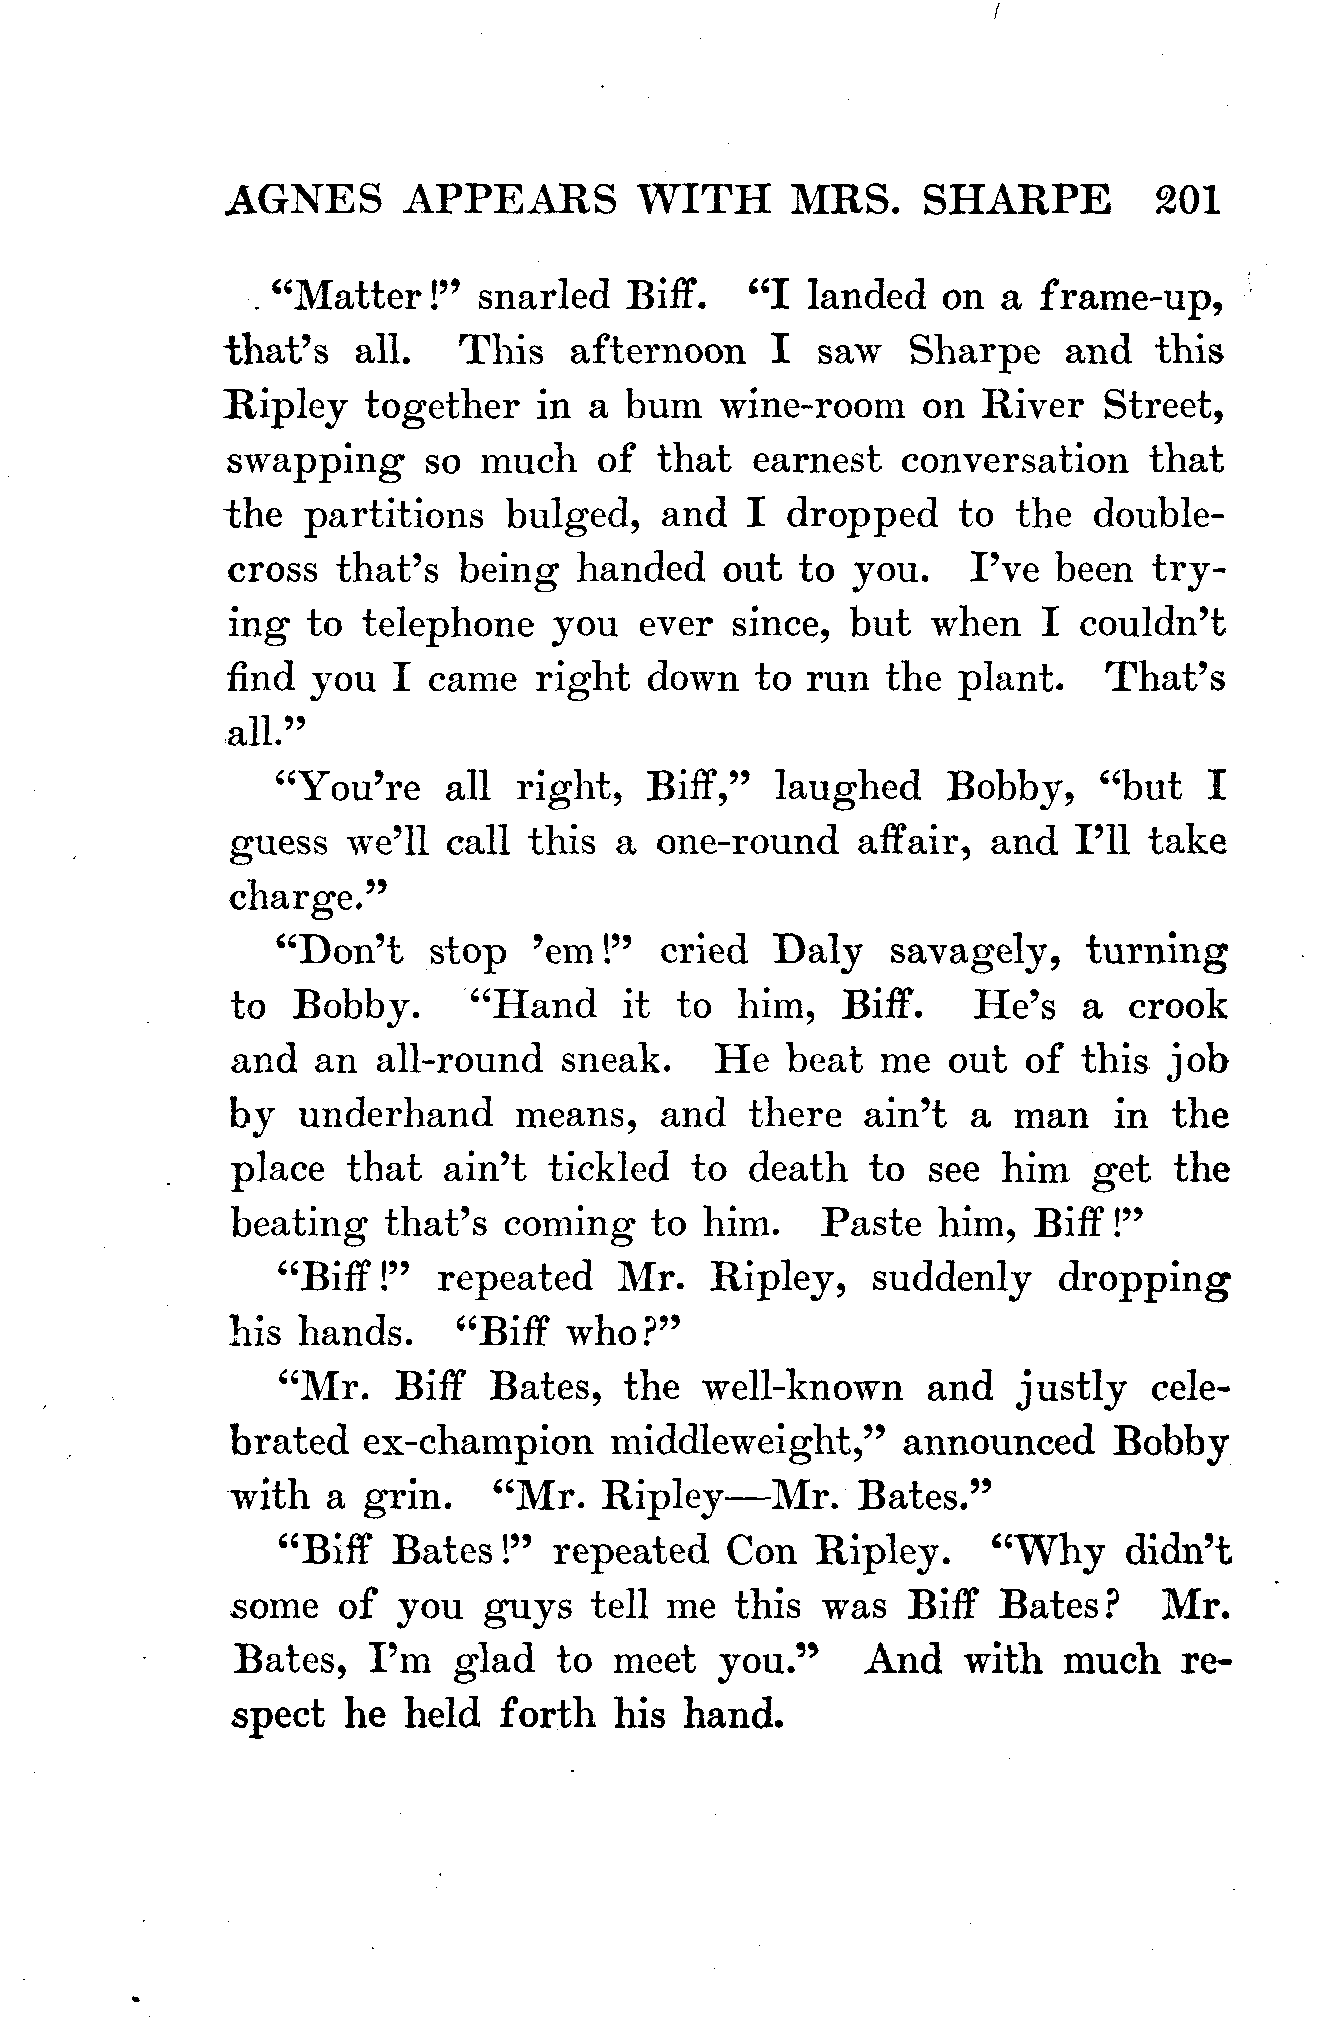 AGNES APPEARS WITH MRS. SHARPE 201
"Matter!" snarled Biff. "I landed on a frame-up,
that's all. This afternoon I saw Sharpe and this
Ripley together in a bum wine-room on River Street,
swapping so much of that earnest conversation that
the partitions bulged, and I dropped to the double-
cross that's being handed out to you. I've been try-
ing to telephone you ever since, but when I couldn't
find you I came right down to run the plant. That's
all."
"You're all right, Biff," laughed Bobby, "but I
guess we'll call this a one-round affair, and I'll take
charge."
"Don't stop 'em!" cried Daly savagely, turning
to Bobby. "Hand it to him, Biff. He's a crook
and an all-round sneak. He beat me out of this job
by underhand means, and there ain't a man in the
place that ain't tickled to death to see him get the
beating that's coming to him. Paste him, Biff!"
"Biff!" repeated Mr. Ripley, suddenly dropping
his hands. "Biff who?"
"Mr. Biff Bates, the well-known and justly cele-
brated ex-champion middleweight," announced Bobby
with a grin. "Mr. Ripley—Mr. Bates."
"Biff Bates!" repeated Con Ripley. "Why didn't
some of you guys tell me this was Biff Bates? Mr.
Bates, I'm glad to meet you." And with much re-
spect he held forth his hand.